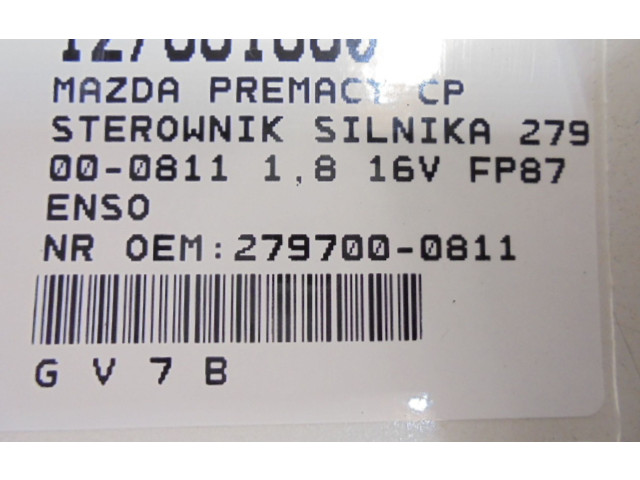 MAZDA PREMACY CP
STEROWNIK SILNIKA 279
00-0811 1,8 16V FP87
ENSO
NR OEM:279700-0811
G V 7 B